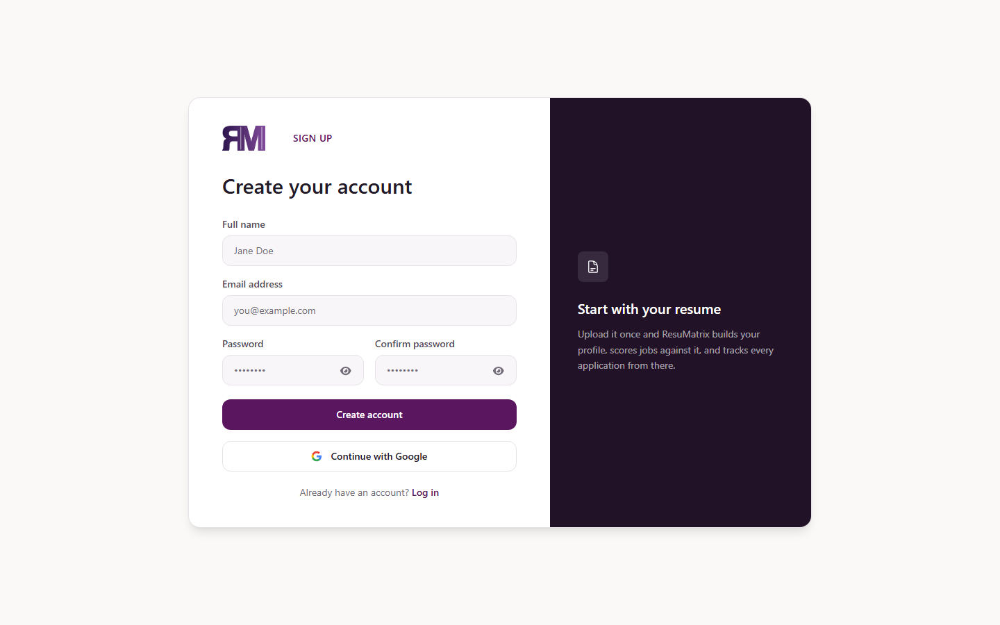 RM
SIGN UP
Create your account
Full name
Jane Doe
Email address
you@example.com
Password
Confirm password
••••••••
••••••••
Create account
Continue with Google
Already have an account? Log in
Start with your resume
Upload it once and ResuMatrix builds your
profile, scores jobs against it, and tracks every
application from there.